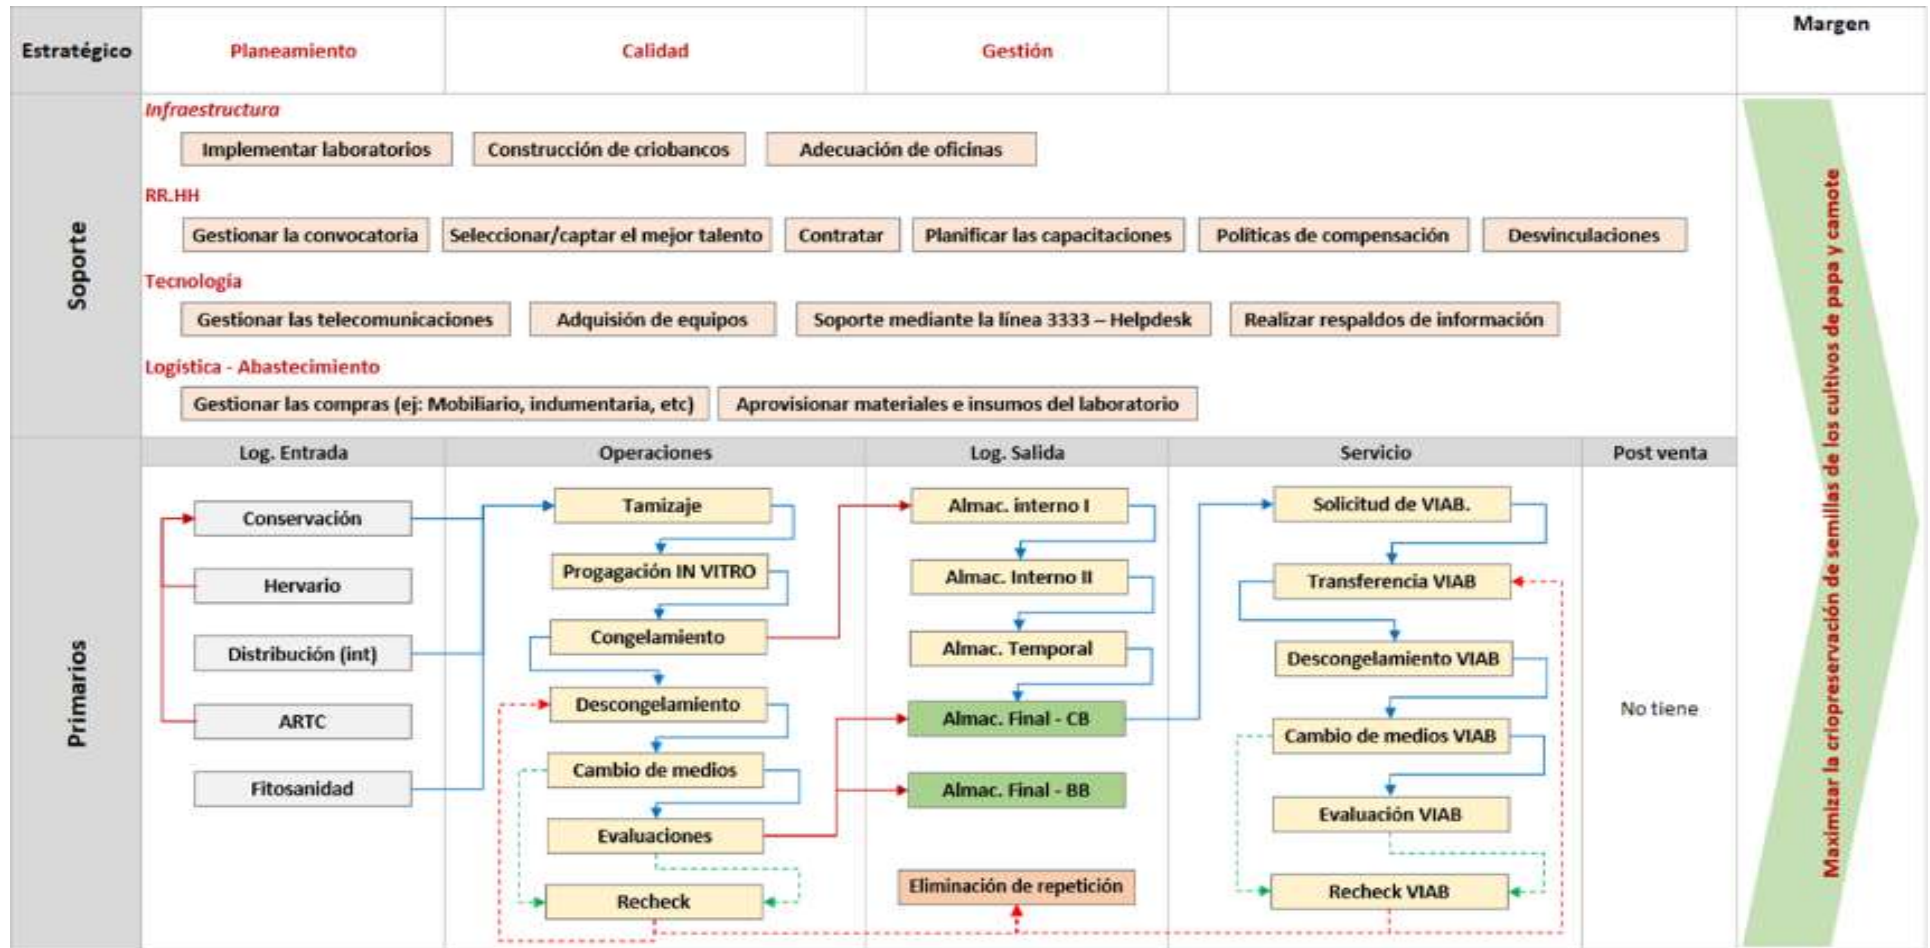 Estratégico
Planeamiento
Calidad
Gestión
Margen
Soporte
Infraestructura
Implementar laboratorios
Construcción de criobancos
Adecuación de oficinas
RR.HH
Gestionar la convocatoria
Seleccionar/captar el mejor talento
Contratar
Planificar las capacitaciones
Políticas de compensación
Desvinculaciones
Tecnología
Gestionar las telecomunicaciones
Adquisión de equipos
Soporte mediante la línea 3333 – Helpdesk
Realizar respaldos de información
Logística - Abastecimiento
Gestionar las compras (ej: Mobiliario, indumentaria, etc)
Aprovisionar materiales e insumos del laboratorio
Primarios
Log. Entrada
Conservación
Hervario
Distribución (int)
ARTC
Fitosanidad
Operaciones
Tamizaje
Progagación IN VITRO
Congelamiento
Descongelamiento
Cambio de medios
Evaluaciones
Recheck
Log. Salida
Almac. interno I
Almac. Interno II
Almac. Temporal
Almac. Final - CB
Almac. Final - BB
Eliminación de repetición
Servicio
Solicitud de VIAB.
Transferencia VIAB
Descongelamiento VIAB
Cambio de medios VIAB
Evaluación VIAB
Recheck VIAB
Post venta
No tiene
Maximizar la criopreservación de semillas de los cultivos de papa y camote